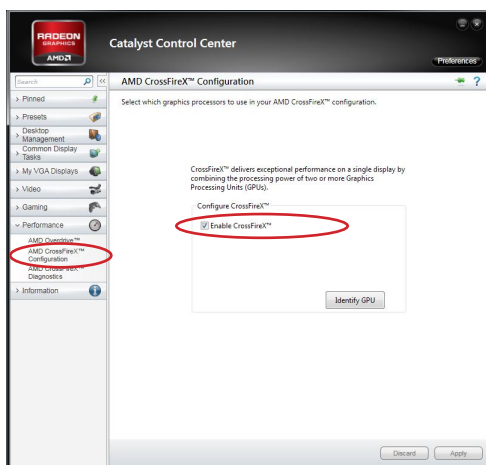 RADEON
GRAPHICS
AMD
Catalyst Control Center
Preferences
Search
AMD CrossFireX™ Configuration
?
Select which graphics processors to use in your AMD CrossFireX™ configuration.
> Pinned
> Presets
> Desktop
Management
> Common Display
Tasks
> My VGA Displays
> Video
> Gaming
Performance
AMD Overdrive™
AMD CrossFireX™
Configuration
AMD CrossFireX™
Diagnostics
> Information
CrossFireX™ delivers exceptional performance on a single display by
combining the processing power of two or more Graphics
Processing Units (GPUs).
Configure CrossFireX™
Enable CrossFireX™
Identify GPU
Discard
Apply